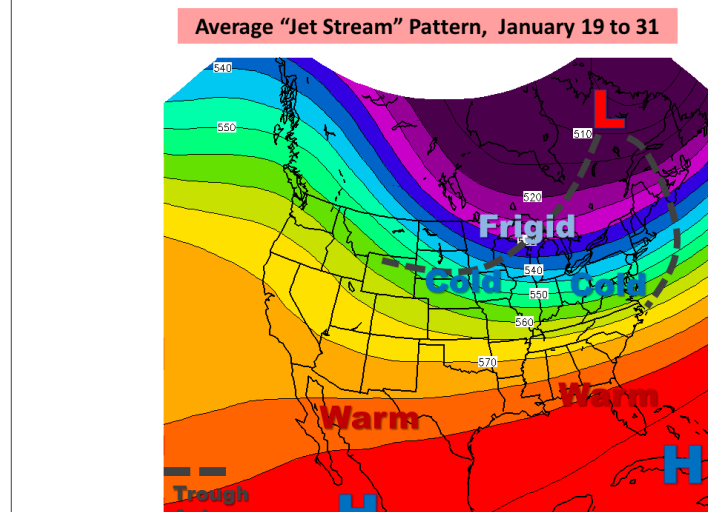 Average “Jet Stream” Pattern, January 19 to 31
540
550
L
510
520
Frigid
540
Cold
Cold
550
560
570
Warm
Warm
H
Trough
H